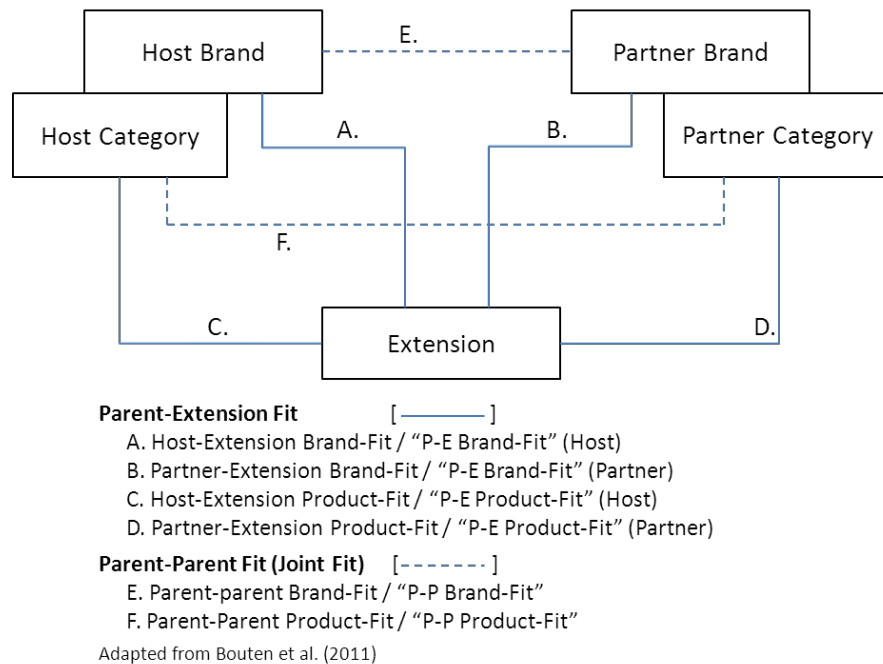 Host Brand
E.
Partner Brand
Host Category
A.
B.
Partner Category
F.
C.
Extension
D.
Parent-Extension Fit [ ]
A. Host-Extension Brand-Fit / “P-E Brand-Fit” (Host)
B. Partner-Extension Brand-Fit / “P-E Brand-Fit” (Partner)
C. Host-Extension Product-Fit / “P-E Product-Fit” (Host)
D. Partner-Extension Product-Fit / “P-E Product-Fit” (Partner)
Parent-Parent Fit (Joint Fit) [ ]
E. Parent-parent Brand-Fit / “P-P Brand-Fit”
F. Parent-Parent Product-Fit / “P-P Product-Fit”
Adapted from Bouten et al. (2011)